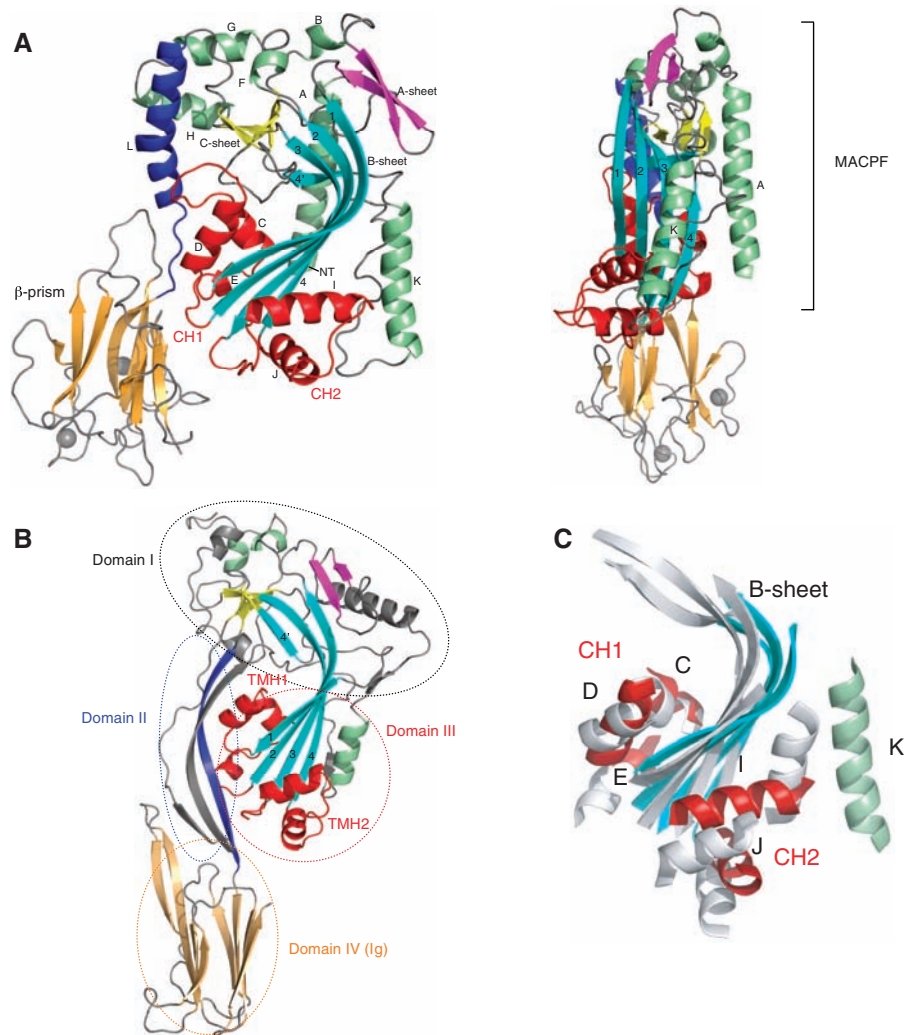 A
G
B
F
A
A-sheet
1
H
C-sheet
2
B-sheet
3
L
4'
C
D
E
NT
4
I
K
β-prism
CH1
J
CH2
MACPF
1
2
3
A
K
4
B
Domain I
4'
TMH1
Domain II
Domain III
1
2
3
4
TMH2
Domain IV (Ig)
C
B-sheet
CH1
C
D
K
E
I
J
CH2